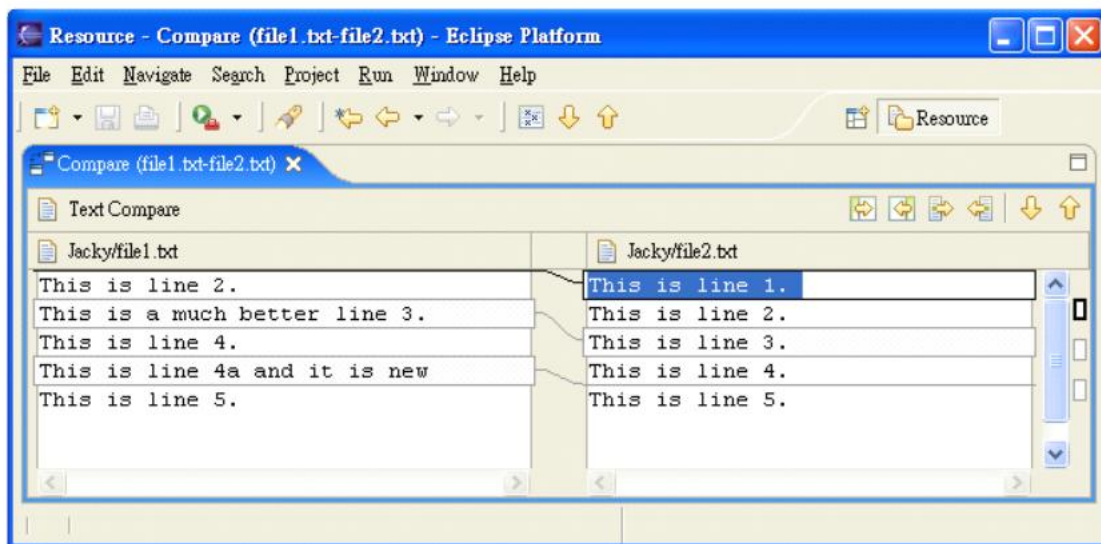 Resource - Compare (file1.txt-file2.txt) - Eclipse Platform
File Edit Navigate Search Project Run Window Help
Resource
Compare (file1.txt-file2.txt)
Text Compare
Jacky/file1.txt
This is line 2.
This is a much better line 3.
This is line 4.
This is line 4a and it is new
This is line 5.
Jacky/file2.txt
This is line 1.
This is line 2.
This is line 3.
This is line 4.
This is line 5.